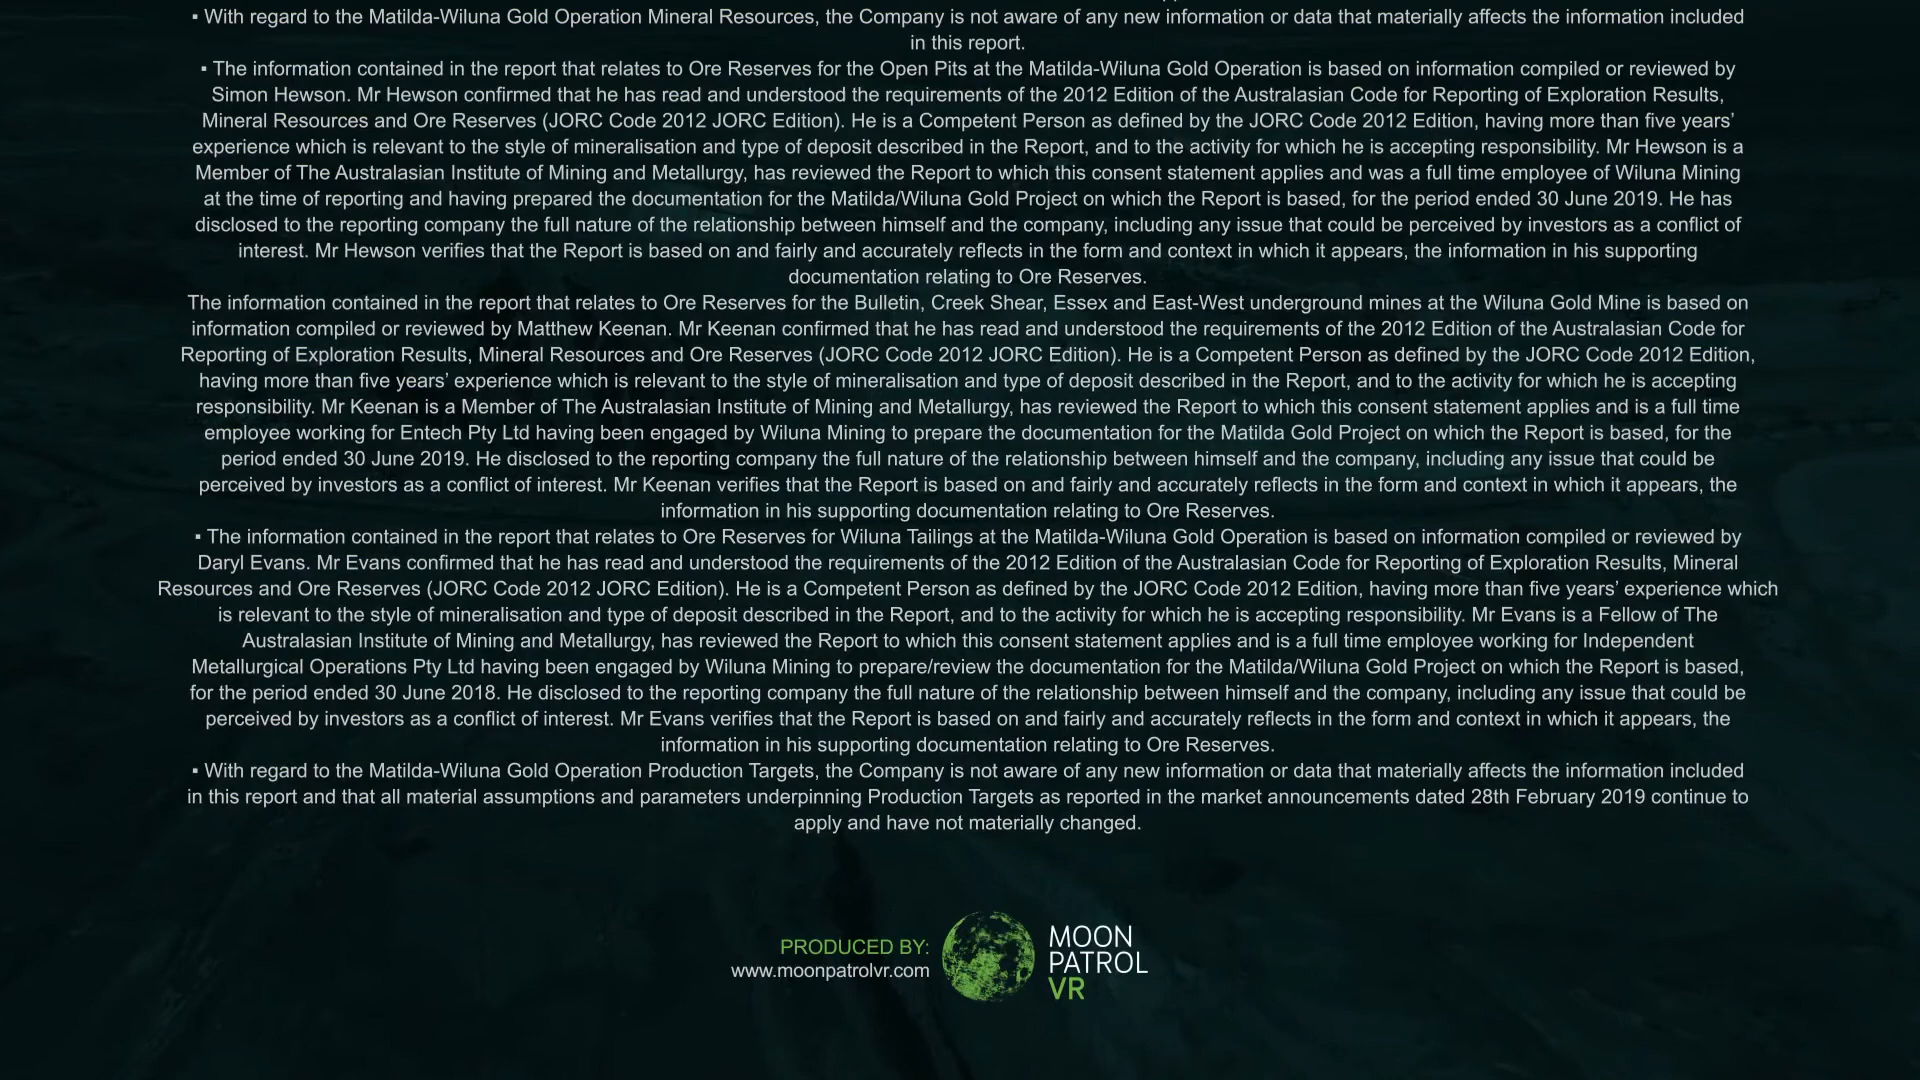 ▪ With regard to the Matilda-Wiluna Gold Operation Mineral Resources, the Company is not aware of any new information or data that materially affects the information included
in this report.
▪ The information contained in the report that relates to Ore Reserves for the Open Pits at the Matilda-Wiluna Gold Operation is based on information compiled or reviewed by
Simon Hewson. Mr Hewson confirmed that he has read and understood the requirements of the 2012 Edition of the Australasian Code for Reporting of Exploration Results,
Mineral Resources and Ore Reserves (JORC Code 2012 JORC Edition). He is a Competent Person as defined by the JORC Code 2012 Edition, having more than five years’
experience which is relevant to the style of mineralisation and type of deposit described in the Report, and to the activity for which he is accepting responsibility. Mr Hewson is a
Member of The Australasian Institute of Mining and Metallurgy, has reviewed the Report to which this consent statement applies and was a full time employee of Wiluna Mining
at the time of reporting and having prepared the documentation for the Matilda/Wiluna Gold Project on which the Report is based, for the period ended 30 June 2019. He has
disclosed to the reporting company the full nature of the relationship between himself and the company, including any issue that could be perceived by investors as a conflict of
interest. Mr Hewson verifies that the Report is based on and fairly and accurately reflects in the form and context in which it appears, the information in his supporting
documentation relating to Ore Reserves.
The information contained in the report that relates to Ore Reserves for the Bulletin, Creek Shear, Essex and East-West underground mines at the Wiluna Gold Mine is based on
information compiled or reviewed by Matthew Keenan. Mr Keenan confirmed that he has read and understood the requirements of the 2012 Edition of the Australasian Code for
Reporting of Exploration Results, Mineral Resources and Ore Reserves (JORC Code 2012 JORC Edition). He is a Competent Person as defined by the JORC Code 2012 Edition,
having more than five years’ experience which is relevant to the style of mineralisation and type of deposit described in the Report, and to the activity for which he is accepting
responsibility. Mr Keenan is a Member of The Australasian Institute of Mining and Metallurgy, has reviewed the Report to which this consent statement applies and is a full time
employee working for Entech Pty Ltd having been engaged by Wiluna Mining to prepare the documentation for the Matilda Gold Project on which the Report is based, for the
period ended 30 June 2019. He disclosed to the reporting company the full nature of the relationship between himself and the company, including any issue that could be
perceived by investors as a conflict of interest. Mr Keenan verifies that the Report is based on and fairly and accurately reflects in the form and context in which it appears, the
information in his supporting documentation relating to Ore Reserves.
▪ The information contained in the report that relates to Ore Reserves for Wiluna Tailings at the Matilda-Wiluna Gold Operation is based on information compiled or reviewed by
Daryl Evans. Mr Evans confirmed that he has read and understood the requirements of the 2012 Edition of the Australasian Code for Reporting of Exploration Results, Mineral
Resources and Ore Reserves (JORC Code 2012 JORC Edition). He is a Competent Person as defined by the JORC Code 2012 Edition, having more than five years’ experience which
is relevant to the style of mineralisation and type of deposit described in the Report, and to the activity for which he is accepting responsibility. Mr Evans is a Fellow of The
Australasian Institute of Mining and Metallurgy, has reviewed the Report to which this consent statement applies and is a full time employee working for Independent
Metallurgical Operations Pty Ltd having been engaged by Wiluna Mining to prepare/review the documentation for the Matilda/Wiluna Gold Project on which the Report is based,
for the period ended 30 June 2018. He disclosed to the reporting company the full nature of the relationship between himself and the company, including any issue that could be
perceived by investors as a conflict of interest. Mr Evans verifies that the Report is based on and fairly and accurately reflects in the form and context in which it appears, the
information in his supporting documentation relating to Ore Reserves.
▪ With regard to the Matilda-Wiluna Gold Operation Production Targets, the Company is not aware of any new information or data that materially affects the information included
in this report and that all material assumptions and parameters underpinning Production Targets as reported in the market announcements dated 28th February 2019 continue to
apply and have not materially changed.
PRODUCED BY:
www.moonpatrolvr.com
MOON
PATROL
VR